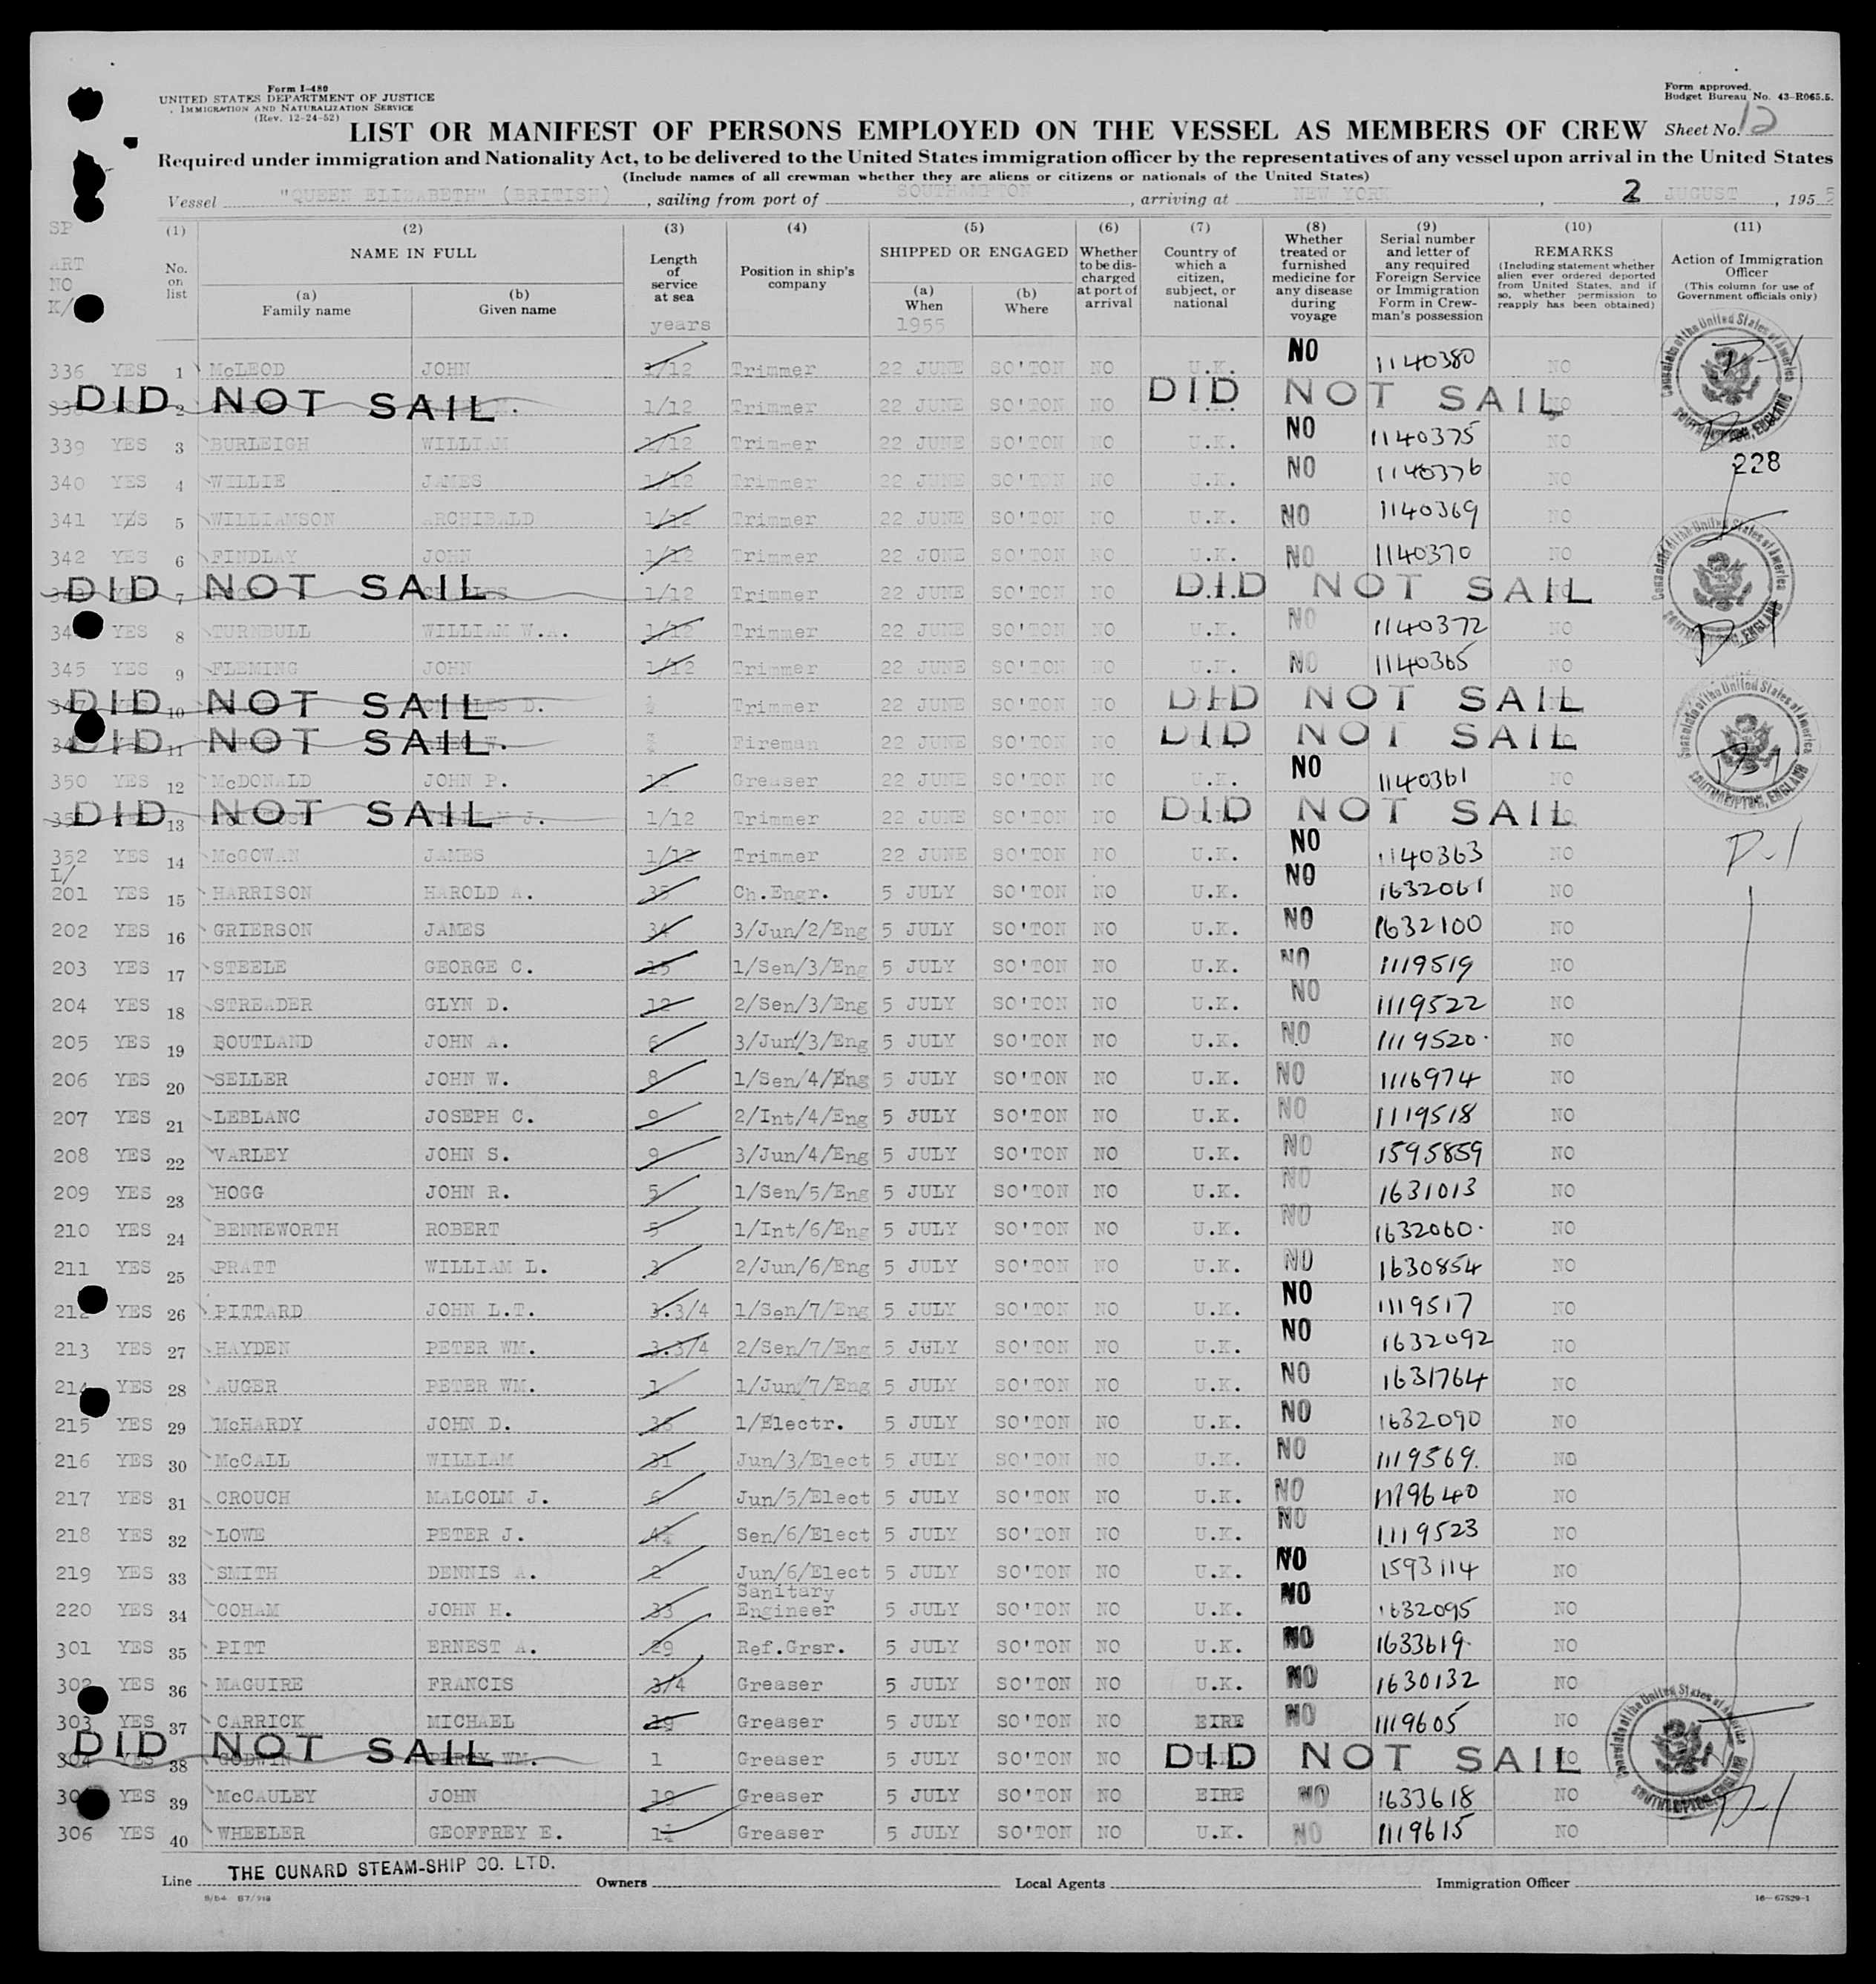 Form I-480
UNITED STATES DEPARTMENT OF JUSTICE
IMMIGRATION AND NATURALIZATION SERVICE
(Rev. 12-24-52)
Form approved.
Budget Bureau No. 43-R065.5.
LIST OR MANIFEST OF PERSONS EMPLOYED ON THE VESSEL AS MEMBERS OF CREW Sheet No. 12
Required under immigration and Nationality Act, to be delivered to the United States immigration officer by the representatives of any vessel upon arrival in the United States
(Include names of all crewman whether they are aliens or citizens or nationals of the United States)
Vessel "QUEEN ELIZABETH" (BRITISH), sailing from port of SOUTHAMPTON, arriving at NEW YORK, 2 AUGUST, 1955
SP
ART
NO
K/
(1) No. on list
(2) NAME IN FULL
(a) Family name (b) Given name
(3) Length of service at sea years
(4) Position in ship's company
(5) SHIPPED OR ENGAGED
(a) When 1955 (b) Where
(6) Whether to be discharged at port of arrival
(7) Country of which a citizen, subject, or national
(8) Whether treated or furnished medicine for any disease during voyage
(9) Serial number and letter of any required Foreign Service or Immigration Form in Crewman's possession
(10) REMARKS (Including statement whether alien ever ordered deported from United States, and if so, whether permission to reapply has been obtained)
(11) Action of Immigration Officer (This column for use of Government officials only)
336 YES 1 McLEOD JOHN 1/12 Trimmer 22 JUNE SO'TON NO U.K. NO 1140380 NO
DID NOT SAIL 2 1/12 Trimmer 22 JUNE SO'TON NO DID NOT SAIL
339 YES 3 BURLEIGH WILLIAM 1/12 Trimmer 22 JUNE SO'TON NO U.K. NO 1140375 NO
340 YES 4 WILLIE JAMES 1/12 Trimmer 22 JUNE SO'TON NO U.K. NO 1140376 NO 228
341 YES 5 WILLIAMSON ARCHIBALD 1/12 Trimmer 22 JUNE SO'TON NO U.K. NO 1140369 NO
342 YES 6 FINDLAY JOHN 1/12 Trimmer 22 JUNE SO'TON NO U.K. NO 1140370 NO
DID NOT SAIL 7 CHARLES 1/12 Trimmer 22 JUNE SO'TON NO DID NOT SAIL
YES 8 TURNBULL WILLIAM W.A. 1/12 Trimmer 22 JUNE SO'TON NO U.K. NO 1140372 NO D-1
345 YES 9 FLEMING JOHN 1/12 Trimmer 22 JUNE SO'TON NO U.K. NO 1140365 NO
DID NOT SAIL 10 CHARLES D. Trimmer 22 JUNE SO'TON NO DID NOT SAIL
DID NOT SAIL 11 Fireman 22 JUNE SO'TON NO DID NOT SAIL
350 YES 12 McDONALD JOHN P. Greaser 22 JUNE SO'TON NO U.K. NO 1140361 NO D-1
DID NOT SAIL 13 J. 1/12 Trimmer 22 JUNE SO'TON NO DID NOT SAIL
352 YES 14 McGOWAN JAMES 1/12 Trimmer 22 JUNE SO'TON NO U.K. NO 1140363 NO D-1
L/
201 YES 15 HARRISON HAROLD A. 35 Ch.Engr. 5 JULY SO'TON NO U.K. NO 1632061 NO
202 YES 16 GRIERSON JAMES 34 3/Jun/2/Eng 5 JULY SO'TON NO U.K. NO 1632100 NO
203 YES 17 STEELE GEORGE C. 15 1/Sen/3/Eng 5 JULY SO'TON NO U.K. NO 1119519 NO
204 YES 18 STREADER GLYN D. 12 2/Sen/3/Eng 5 JULY SO'TON NO U.K. NO 1119522 NO
205 YES 19 BOUTLAND JOHN A. 6 3/Jun/3/Eng 5 JULY SO'TON NO U.K. NO 1119520. NO
206 YES 20 SELLER JOHN W. 8 1/Sen/4/Eng 5 JULY SO'TON NO U.K. NO 1116974 NO
207 YES 21 LEBLANC JOSEPH C. 9 2/Int/4/Eng 5 JULY SO'TON NO U.K. NO 1119518 NO
208 YES 22 VARLEY JOHN S. 9 3/Jun/4/Eng 5 JULY SO'TON NO U.K. NO 1595859 NO
209 YES 23 HOGG JOHN R. 5 1/Sen/5/Eng 5 JULY SO'TON NO U.K. NO 1631013 NO
210 YES 24 BENNEWORTH ROBERT 5 1/Int/6/Eng 5 JULY SO'TON NO U.K. NO 1632060. NO
211 YES 25 PRATT WILLIAM L. 3 2/Jun/6/Eng 5 JULY SO'TON NO U.K. NO 1630854 NO
212 YES 26 PITTARD JOHN L.T. 3.3/4 1/Sen/7/Eng 5 JULY SO'TON NO U.K. NO 1119517 NO
213 YES 27 HAYDEN PETER WM. 3.3/4 2/Sen/7/Eng 5 JULY SO'TON NO U.K. NO 1632092 NO
214 YES 28 AUGER PETER WM. 1 1/Jun/7/Eng 5 JULY SO'TON NO U.K. NO 1631764 NO
215 YES 29 McHARDY JOHN D. 1/Electr. 5 JULY SO'TON NO U.K. NO 1632090 NO
216 YES 30 McCALL WILLIAM 31 Jun/3/Elect 5 JULY SO'TON NO U.K. NO 1119569. NO
217 YES 31 CROUCH MALCOLM J. 6 Jun/5/Elect 5 JULY SO'TON NO U.K. NO 1119640 NO
218 YES 32 LOWE PETER J. Sen/6/Elect 5 JULY SO'TON NO U.K. NO 1119523 NO
219 YES 33 SMITH DENNIS A. 2 Jun/6/Elect 5 JULY SO'TON NO U.K. NO 1593114 NO
220 YES 34 COHAM JOHN H. 33 Sanitary Engineer 5 JULY SO'TON NO U.K. NO 1632095 NO
301 YES 35 PITT ERNEST A. 29 Ref.Grsr. 5 JULY SO'TON NO U.K. NO 1633619. NO
302 YES 36 MAGUIRE FRANCIS 3/4 Greaser 5 JULY SO'TON NO U.K. NO 1630132 NO
303 YES 37 CARRICK MICHAEL 19 Greaser 5 JULY SO'TON NO EIRE NO 1119605 NO
304 DID NOT SAIL 38 GODWIN PERCY WM. 1 Greaser 5 JULY SO'TON NO DID NOT SAIL
YES 39 McCAULEY JOHN 19 Greaser 5 JULY SO'TON NO EIRE NO 1633618 NO
306 YES 40 WHEELER GEOFFREY E. Greaser 5 JULY SO'TON NO U.K. NO 1119615 NO D-1
Consulate of the United States of America
SOUTHAMPTON, ENGLAND
Line THE CUNARD STEAM-SHIP CO. LTD. Owners Local Agents Immigration Officer
16-67529-1